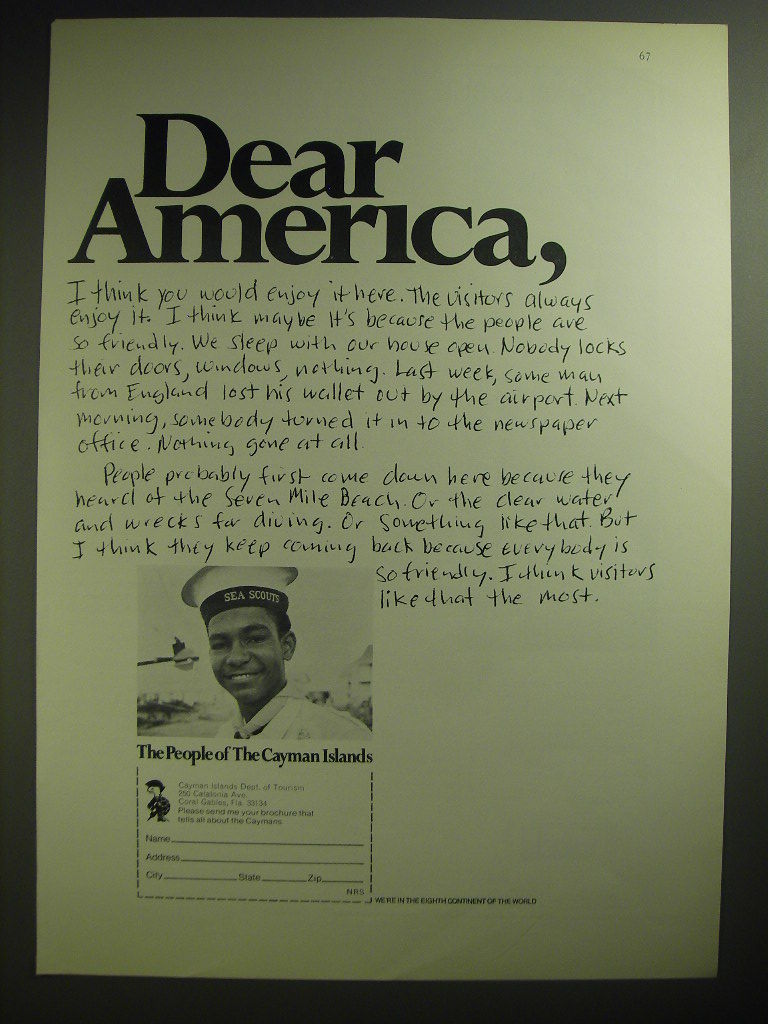 67
Dear
America,
I think you would enjoy it here. The visitors always
enjoy it. I think maybe it's because the people are
so friendly. We sleep with our house open. Nobody locks
their doors, windows, nothing. Last week, some man
from England lost his wallet out by the airport. Next
morning, somebody turned it in to the newspaper
office. Nothing gone at all.
People probably first come down here because they
heard of the Seven Mile Beach. Or the clear water
and wrecks for diving. Or something like that. But
I think they keep coming back because everybody is
so friendly. I think visitors
like that the most.
SEA SCOUTS
The People of The Cayman Islands
Cayman Islands Dept. of Tourism
250 Catalonia Ave.
Coral Gables, Fla. 33134
Please send me your brochure that
tells all about the Caymans.
Name
Address
City State Zip
NRS
WE'RE IN THE EIGHTH CONTINENT OF THE WORLD